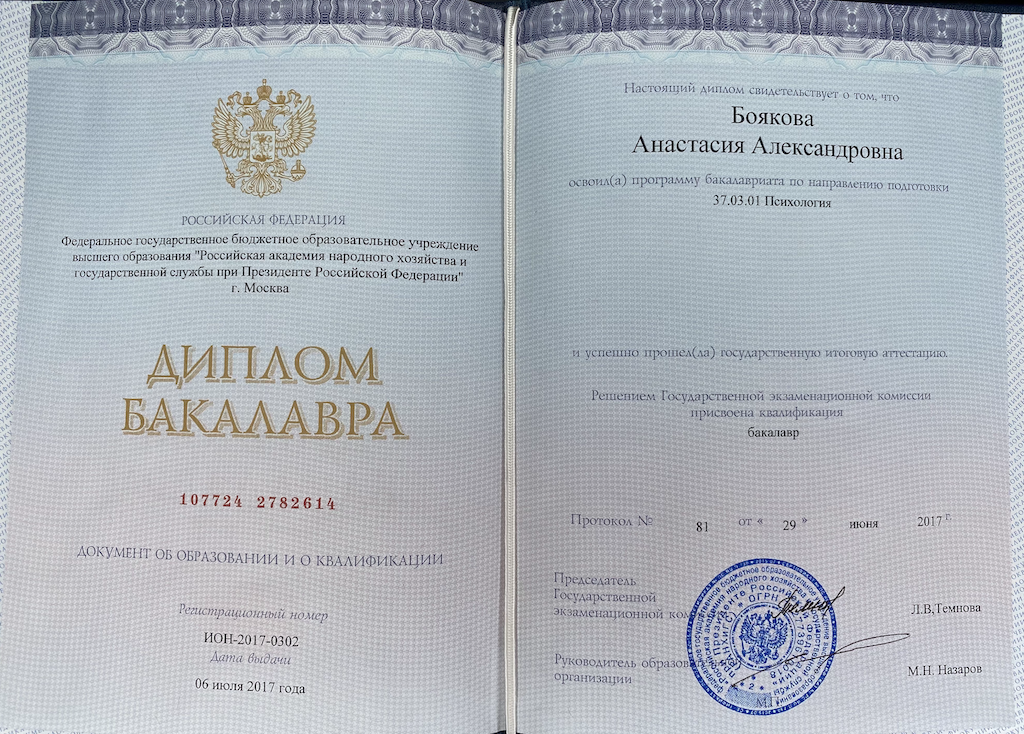 РОССИЙСКАЯ ФЕДЕРАЦИЯ
Федеральное государственное бюджетное образовательное учреждение
высшего образования "Российская академия народного хозяйства и
государственной службы при Президенте Российской Федерации"
г. Москва
ДИПЛОМ
БАКАЛАВРА
107724 2782614
ДОКУМЕНТ ОБ ОБРАЗОВАНИИ И О КВАЛИФИКАЦИИ
Регистрационный номер
ИОН-2017-0302
Дата выдачи
06 июля 2017 года
Настоящий диплом свидетельствует о том, что
Боякова
Анастасия Александровна
освоил(а) программу бакалавриата по направлению подготовки
37.03.01 Психология
и успешно прошел(ла) государственную итоговую аттестацию.
Решением Государственной экзаменационной комиссии
присвоена квалификация
бакалавр
Протокол № 81 от « 29 » июня 2017 г.
Председатель
Государственной
экзаменационной ком
Л.В.Темнова
Руководитель образов
организации
М.Н. Назаров
М.П.